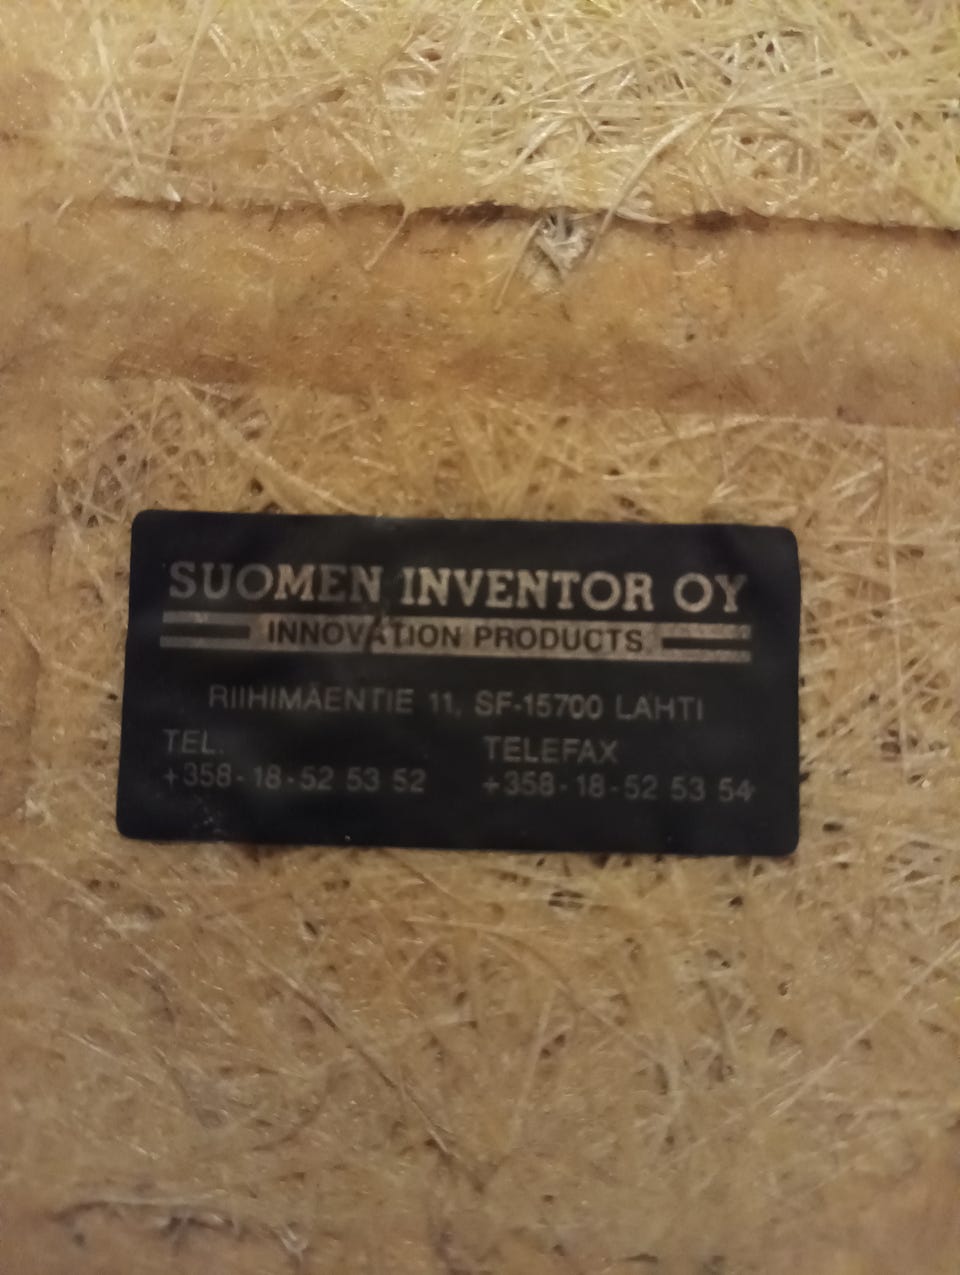 SUOMEN INVENTOR OY
INNOVATION PRODUCTS
RIIHIMÄENTIE 11, SF-15700 LAHTI
TEL. TELEFAX
+358-18-52 53 52 +358-18-52 53 54